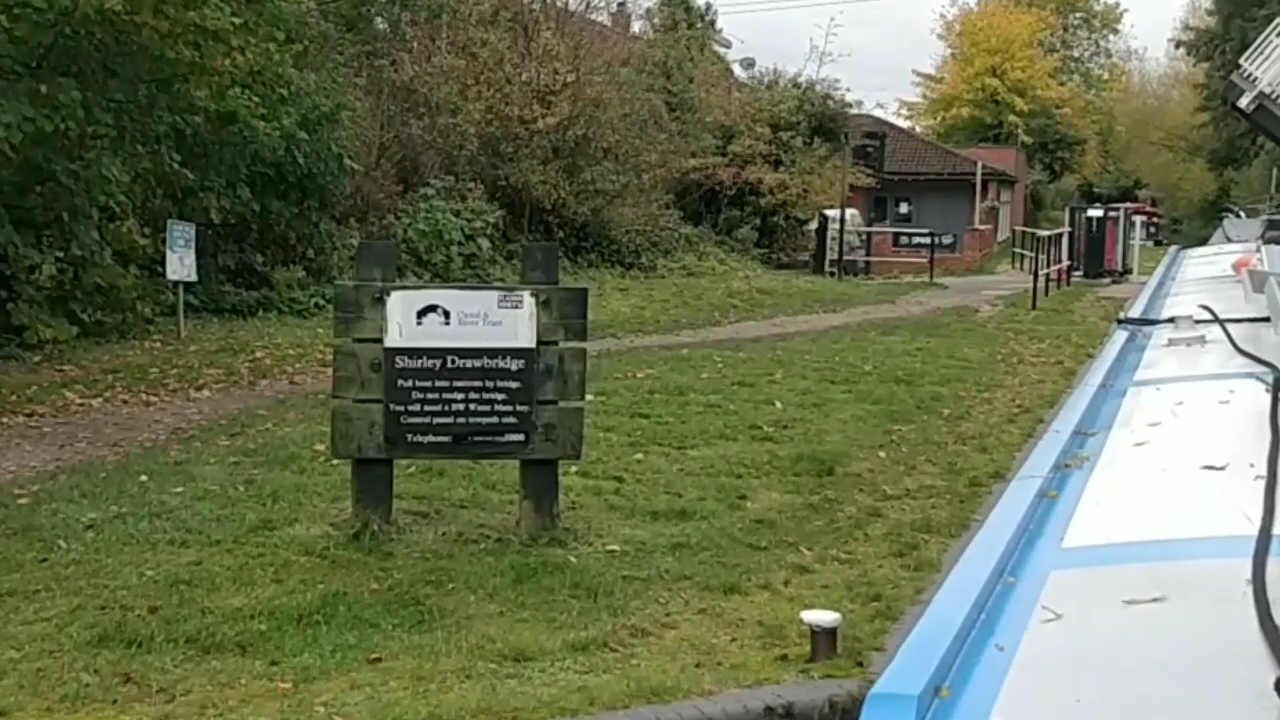 Canal &
River Trust
Shirley Drawbridge
Pull boat into narrows by bridge.
Do not nudge the bridge.
You will need a BW Water Mate key.
Control panel on towpath side.
Telephone: